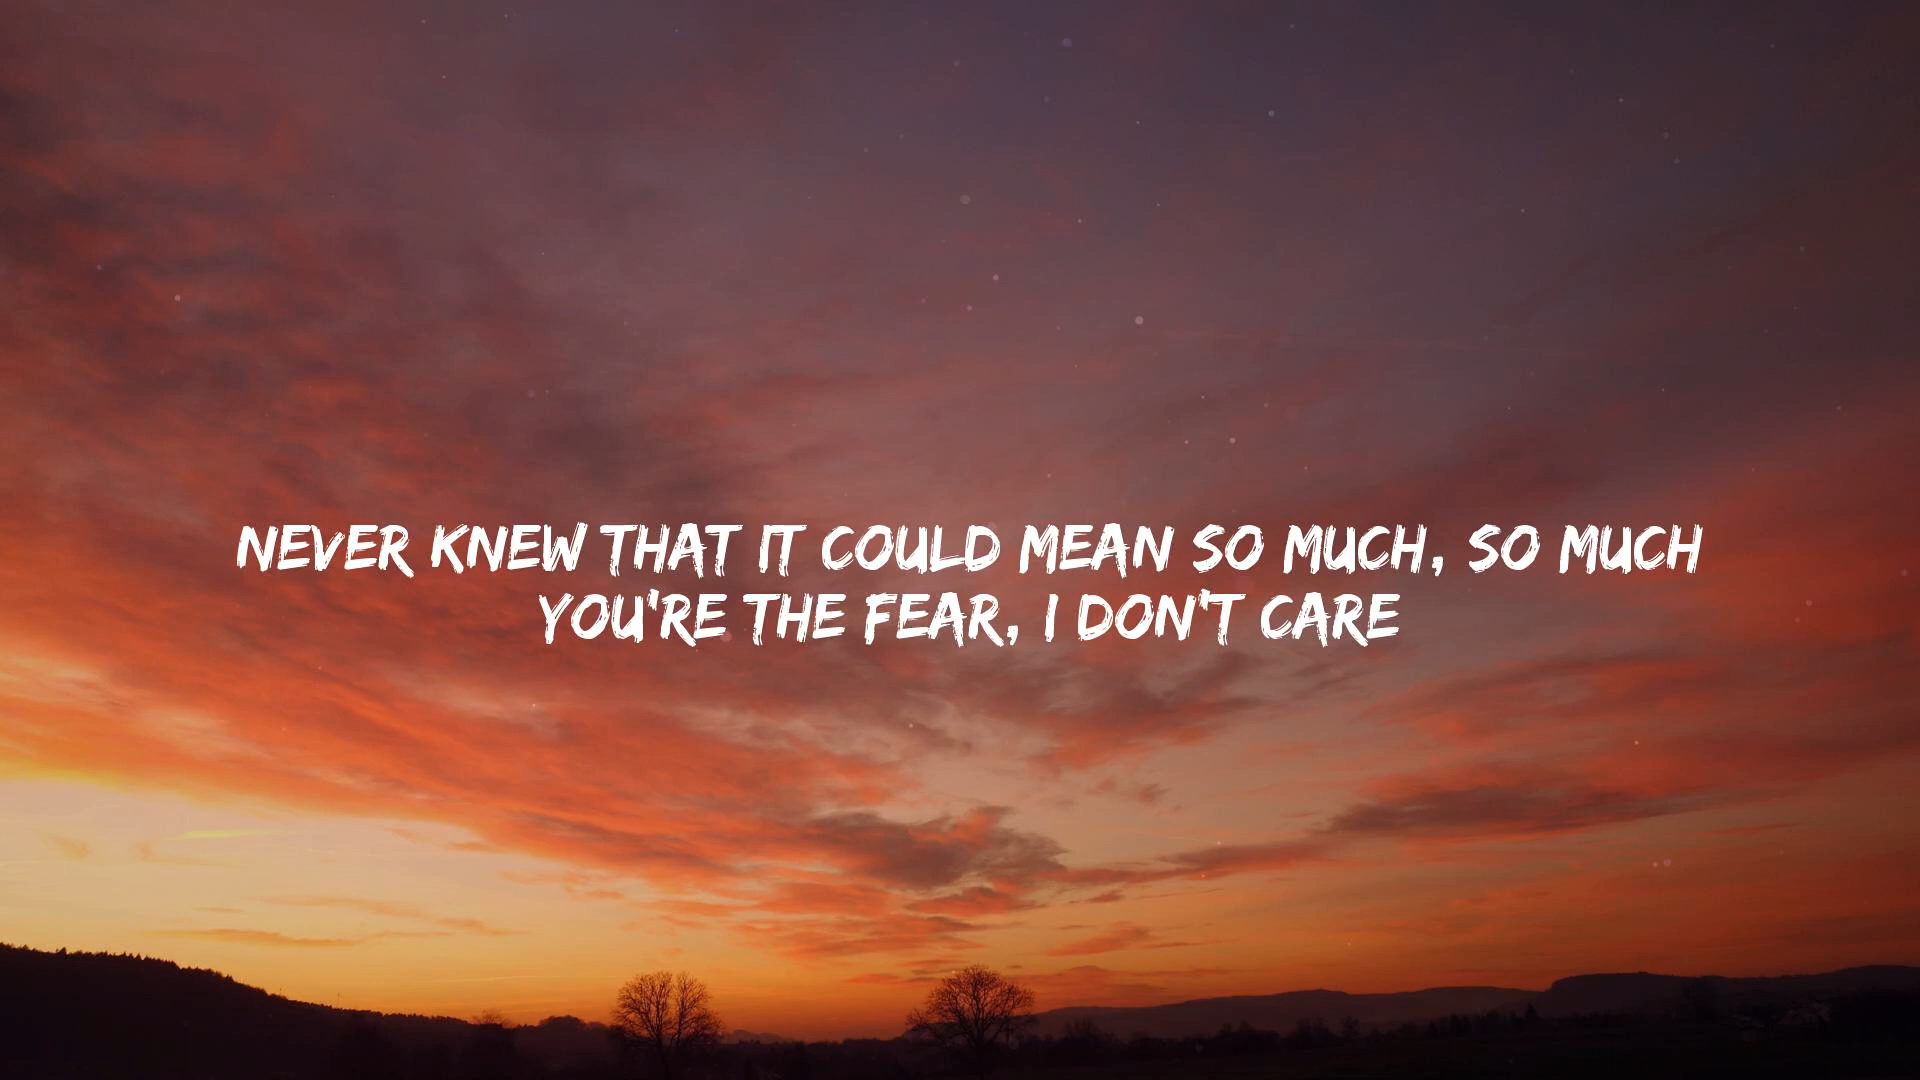 NEVER KNEW THAT IT COULD MEAN SO MUCH, SO MUCH
YOU'RE THE FEAR, I DON'T CARE